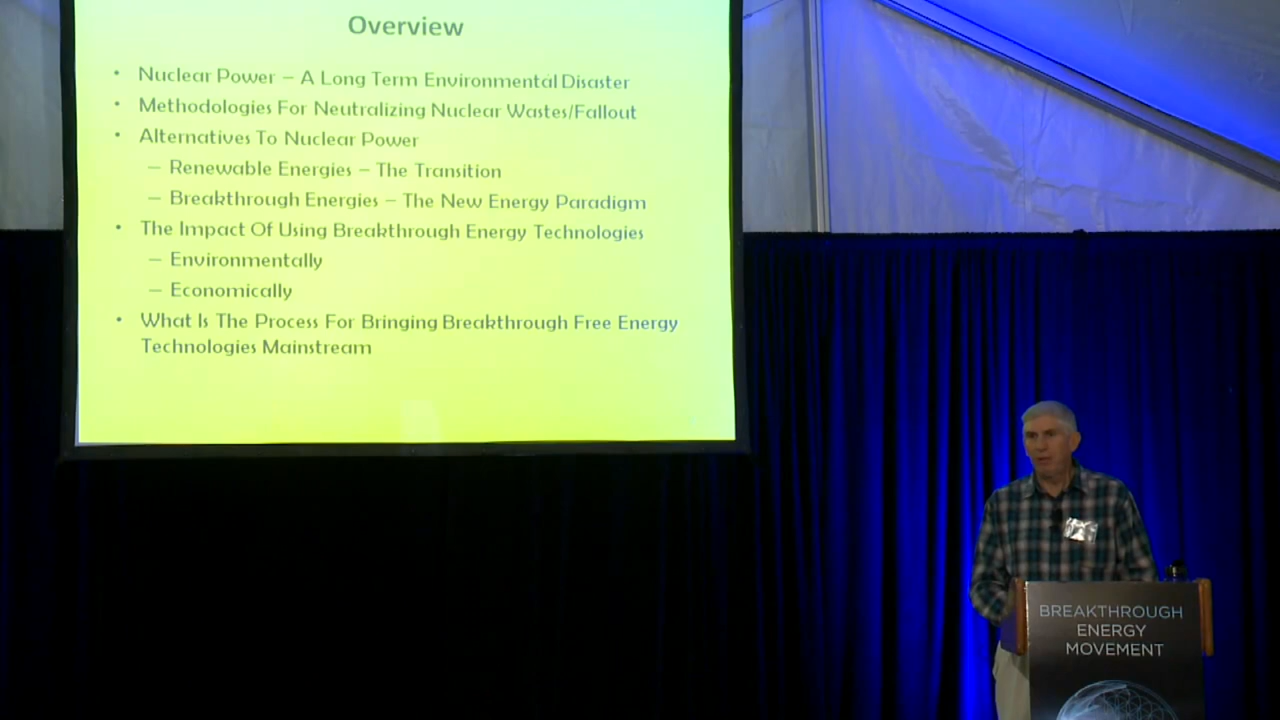 Overview
• Nuclear Power – A Long Term Environmental Disaster
• Methodologies For Neutralizing Nuclear Wastes/Fallout
• Alternatives To Nuclear Power
– Renewable Energies – The Transition
– Breakthrough Energies – The New Energy Paradigm
• The Impact Of Using Breakthrough Energy Technologies
– Environmentally
– Economically
• What Is The Process For Bringing Breakthrough Free Energy
Technologies Mainstream
BREAKTHROUGH
ENERGY
MOVEMENT